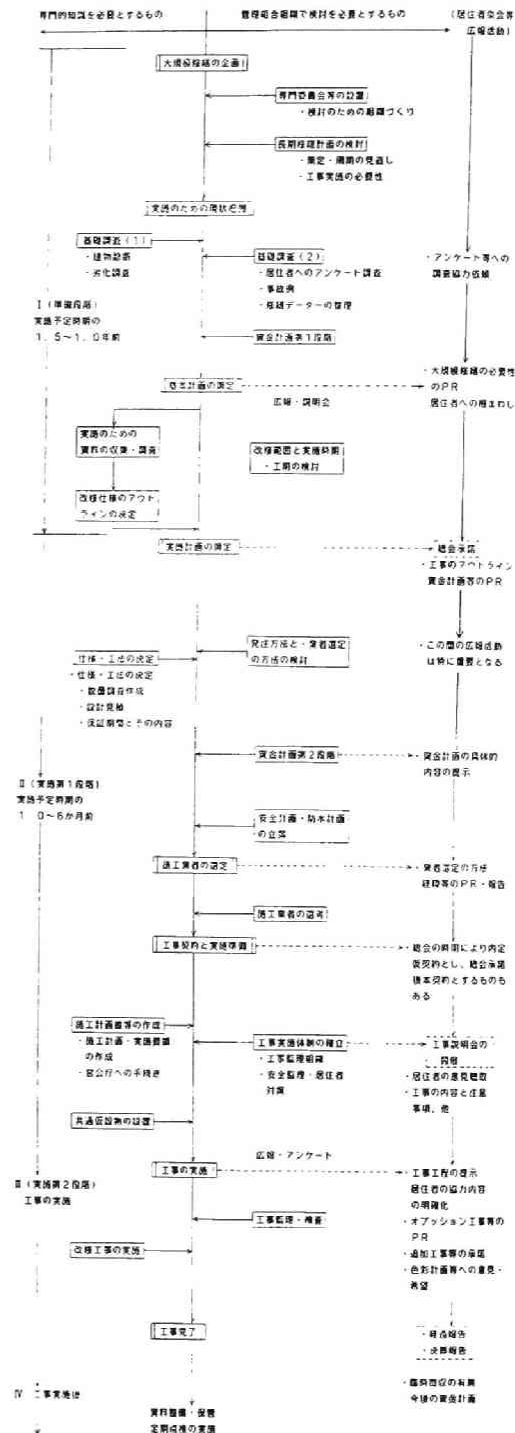 専門的知識を必要とするもの
管理組合組織で検討を必要とするもの
(居住者集会等
広報活動)
大規模修繕の企画
専門委員会等の設置
・検討のための組織づくり
長期修繕計画の検討
・策定・周期の見直し
・工事実施の必要性
実施のための現状把握
基礎調査(1)
・建物診断
・劣化調査
基礎調査(2)
・居住者へのアンケート調査
・事故例
・修繕データーの管理
・アンケート等への
調査協力依頼
Ⅰ(準備段階)
実施予定時期の
1.5~1.0年前
資金計画第1段階
基本計画の策定
広報・説明会
・大規模修繕の必要性
のPR
居住者への根まわし
実施のための
資料の収集・調査
改修範囲と実施時期
・工期の検討
改修仕様のアウト
ラインの決定
実施計画の策定
総会承諾
・工事のアウトライン
資金計画等のPR
発注方法と・業者選定
の方法の検討
・この間の広報活動
は特に重要となる
仕様・工法の決定
・仕様・工法の決定
・数量調査作成
・設計見積
・保証期間とその内容
資金計画第2段階
・資金計画の具体的
内容の提示
Ⅱ(実施第1段階)
実施予定時期の
10~6か月前
安全計画・防水計画
の立案
施工業者の選定
・業者選定の方法
経過等のPR・報告
施工業者の選考
工事契約と実施準備
・総会の時期により内定
仮契約とし、総会承諾
後本契約とするものも
ある
施工計画書等の作成
・施工計画・実施要領
の作成
・官公庁への手続き
工事実施体制の確立
・工事監理組織
・安全監理・居住者
対策
・工事説明会の
開催
・居住者の意見聴取
・工事の内容と注意
事項、他
共通仮設物の設置
広報・アンケート
工事の実施
・工事工程の提示
居住者の協力内容
の明確化
・オプション工事等の
PR
・追加工事等の承諾
・色彩計画等への意見・
希望
Ⅲ(実施第2段階)
工事の実施
工事監理・検査
改修工事の実施
工事完了
・経過報告
・決算報告
・臨時回収の有無
今後の資金計画
Ⅳ 工事実施後
資料整備・保管
定期点検の実施